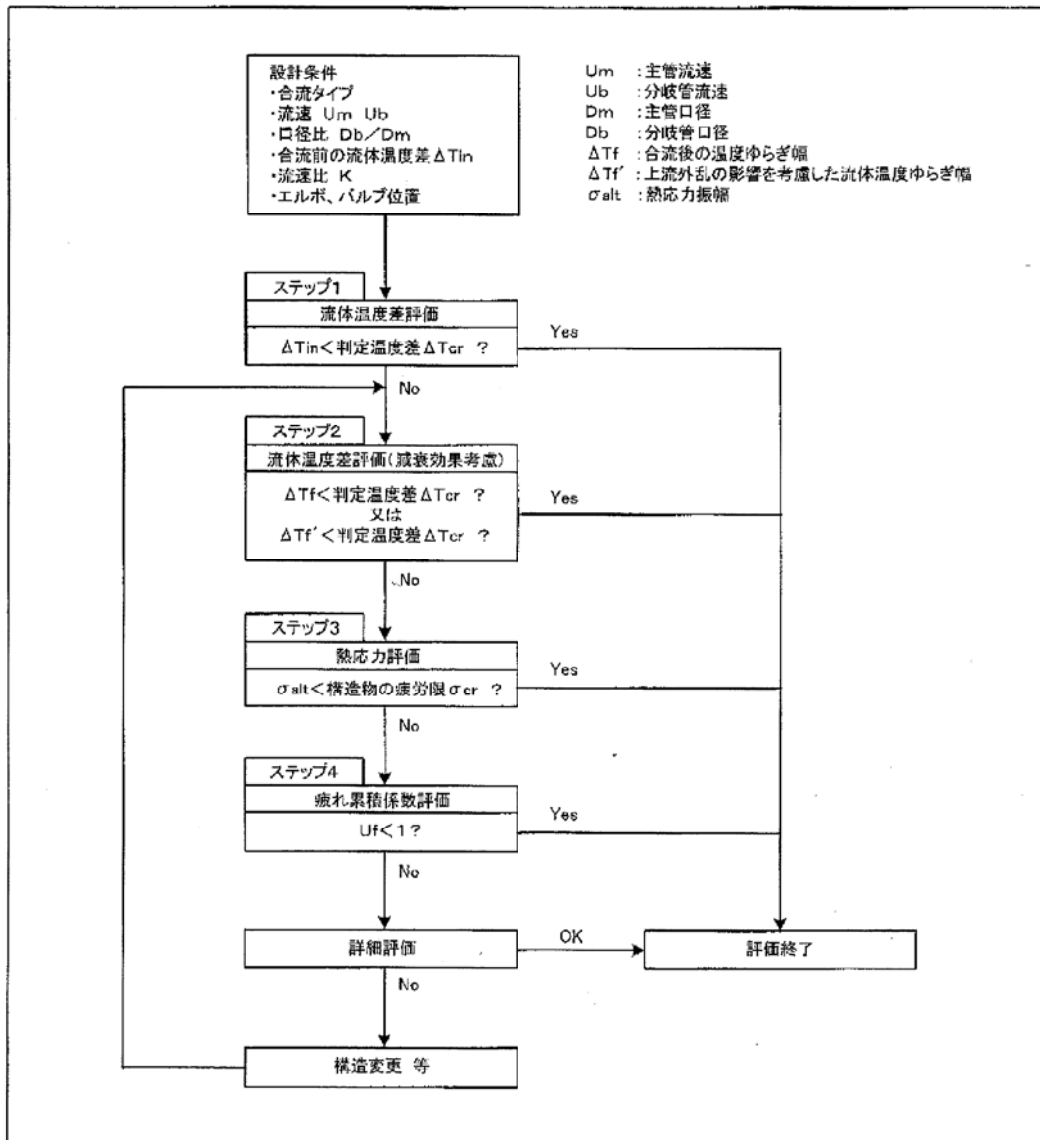 設計条件
・合流タイプ
・流速 Um Ub
・口径比 Db／Dm
・合流前の流体温度差ΔTin
・流速比 K
・エルボ、バルブ位置
Um ：主管流速
Ub ：分岐管流速
Dm ：主管口径
Db ：分岐管口径
ΔTf ：合流後の温度ゆらぎ幅
ΔTf′ ：上流外乱の影響を考慮した流体温度ゆらぎ幅
σalt ：熱応力振幅
ステップ1
流体温度差評価
ΔTin＜判定温度差ΔTcr ？
Yes
No
ステップ2
流体温度差評価（減衰効果考慮）
ΔTf＜判定温度差ΔTcr ？
又は
ΔTf′＜判定温度差ΔTcr ？
Yes
No
ステップ3
熱応力評価
σalt＜構造物の疲労限σcr ？
Yes
No
ステップ4
疲れ累積係数評価
Uf＜1？
Yes
No
詳細評価
OK
評価終了
No
構造変更 等